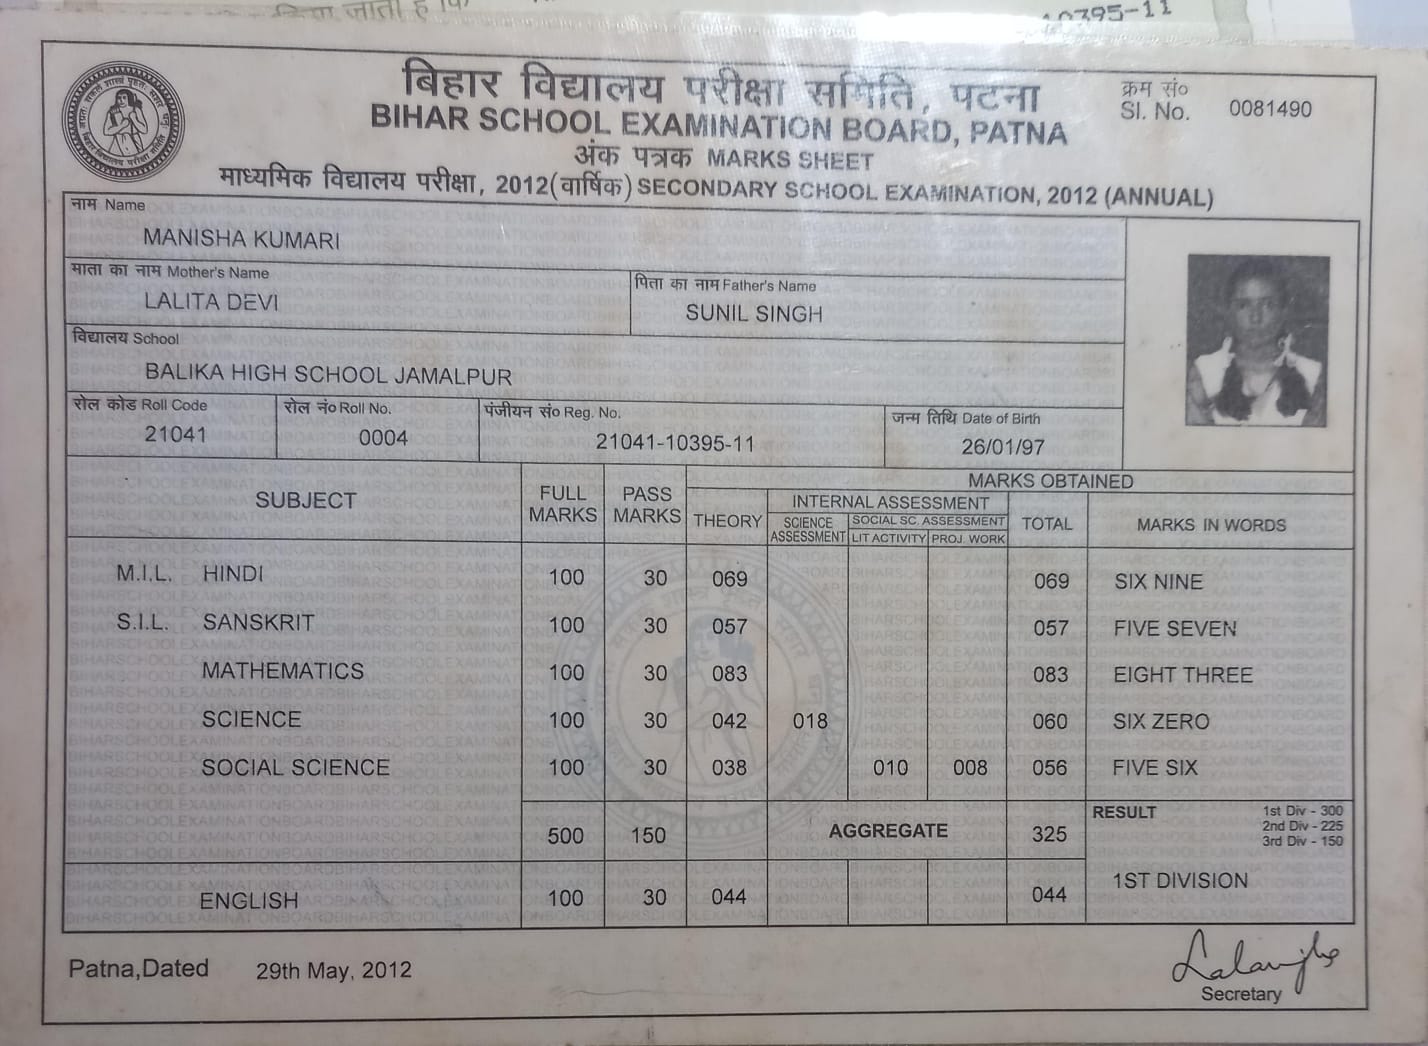 किया जाता है कि
10395-11
बिहार विद्यालय परीक्षा समिति, पटना
क्रम सं०
BIHAR SCHOOL EXAMINATION BOARD, PATNA
Sl. No. 0081490
अंक पत्रक MARKS SHEET
माध्यमिक विद्यालय परीक्षा, 2012(वार्षिक) SECONDARY SCHOOL EXAMINATION, 2012 (ANNUAL)
नाम Name
MANISHA KUMARI
माता का नाम Mother's Name
LALITA DEVI
पिता का नाम Father's Name
SUNIL SINGH
विद्यालय School
BALIKA HIGH SCHOOL JAMALPUR
रोल कोड Roll Code
21041
रोल नं० Roll No.
0004
पंजीयन सं० Reg. No.
21041-10395-11
जन्म तिथि Date of Birth
26/01/97
SUBJECT
FULL
MARKS
PASS
MARKS
MARKS OBTAINED
THEORY
INTERNAL ASSESSMENT
SCIENCE
ASSESSMENT
SOCIAL SC. ASSESSMENT
LIT ACTIVITY PROJ. WORK
TOTAL
MARKS IN WORDS
M.I.L. HINDI 100 30 069 069 SIX NINE
S.I.L. SANSKRIT 100 30 057 057 FIVE SEVEN
MATHEMATICS 100 30 083 083 EIGHT THREE
SCIENCE 100 30 042 018 060 SIX ZERO
SOCIAL SCIENCE 100 30 038 010 008 056 FIVE SIX
500 150 AGGREGATE 325
RESULT
1st Div - 300
2nd Div - 225
3rd Div - 150
1ST DIVISION
ENGLISH 100 30 044 044
Patna,Dated 29th May, 2012
Secretary